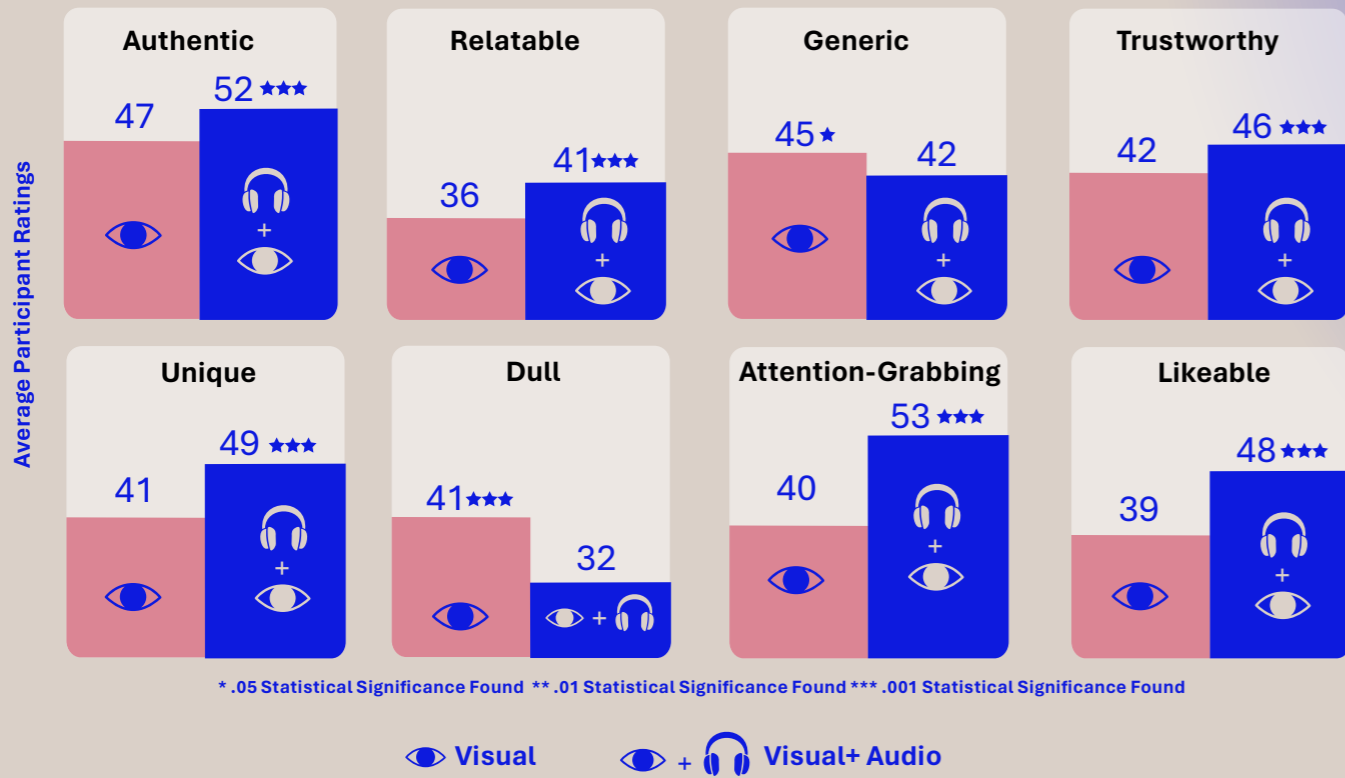 Authentic
47
52 ★★★
Relatable
36
41★★★
Generic
45 ★
42
Trustworthy
42
46 ★★★
Average Participant Ratings
Unique
41
49 ★★★
+
Dull
41★★★
32
+
Attention-Grabbing
40
53 ★★★
+
Likeable
39
48 ★★★
+
* .05 Statistical Significance Found ** .01 Statistical Significance Found *** .001 Statistical Significance Found
Visual
+ Visual+ Audio